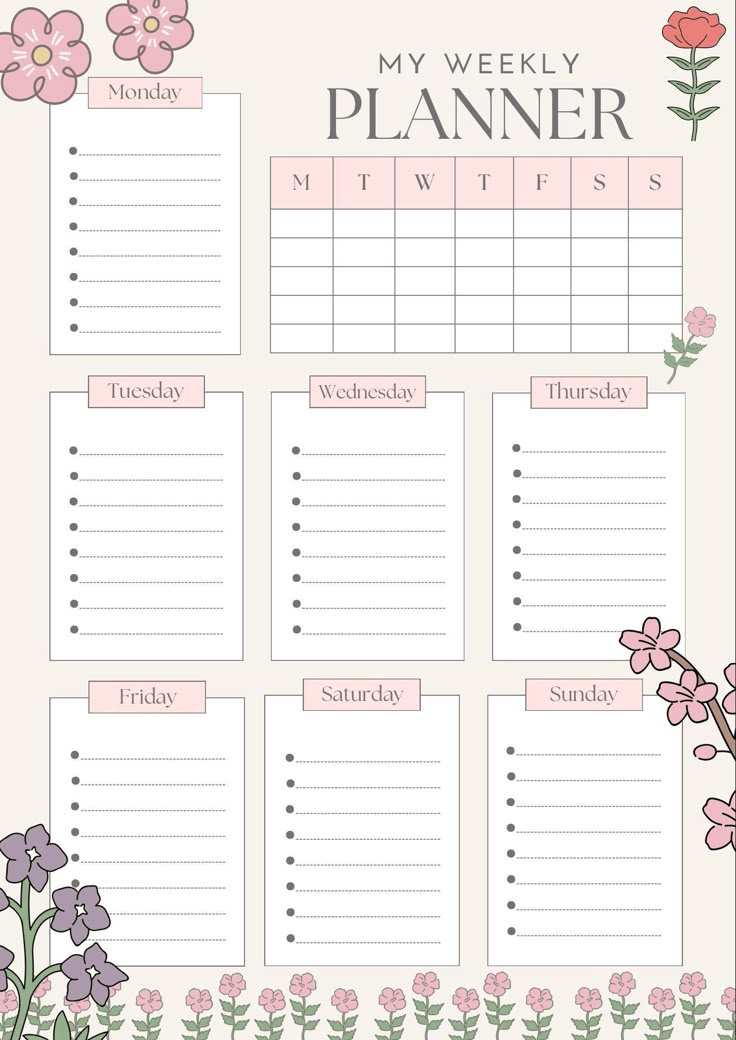 MY WEEKLY
PLANNER
Monday
M T W T F S S
Tuesday Wednesday Thursday
Friday Saturday Sunday